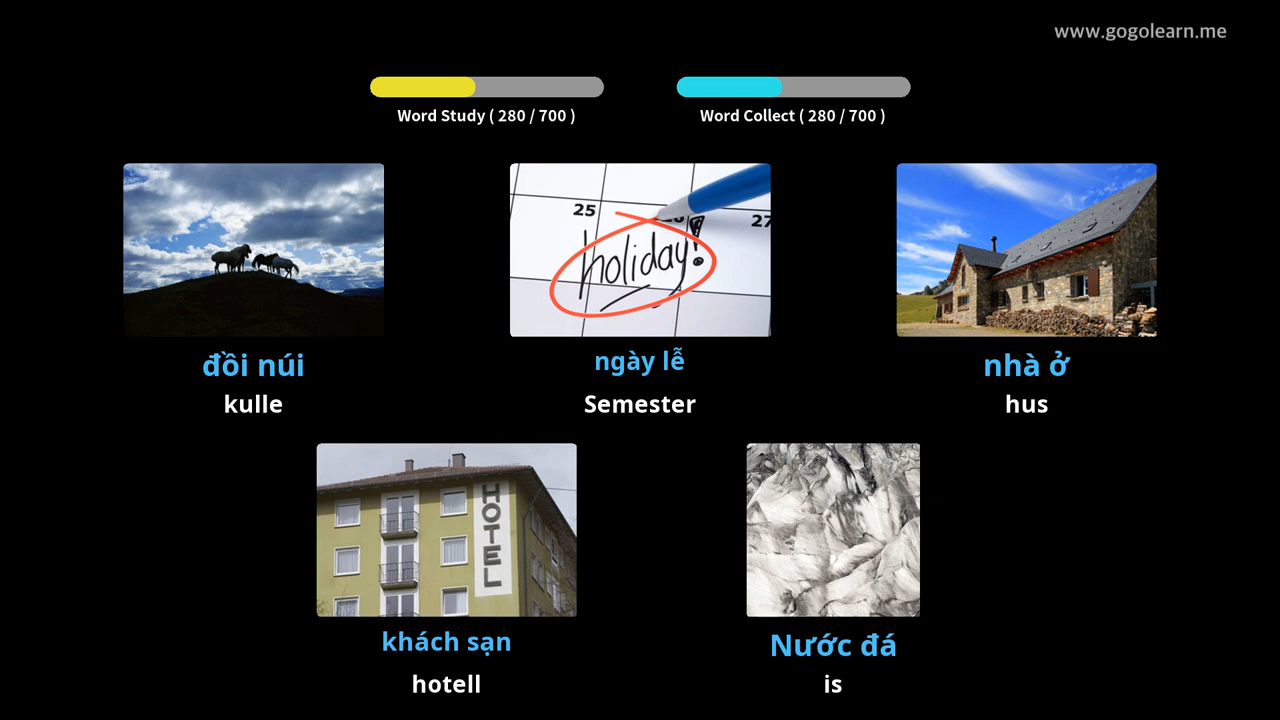 www.gogolearn.me
Word Study ( 280 / 700 )
Word Collect ( 280 / 700 )
25
27
holiday!
HOTEL
đồi núi
ngày lễ
nhà ở
kulle
Semester
hus
khách sạn
Nước đá
hotell
is